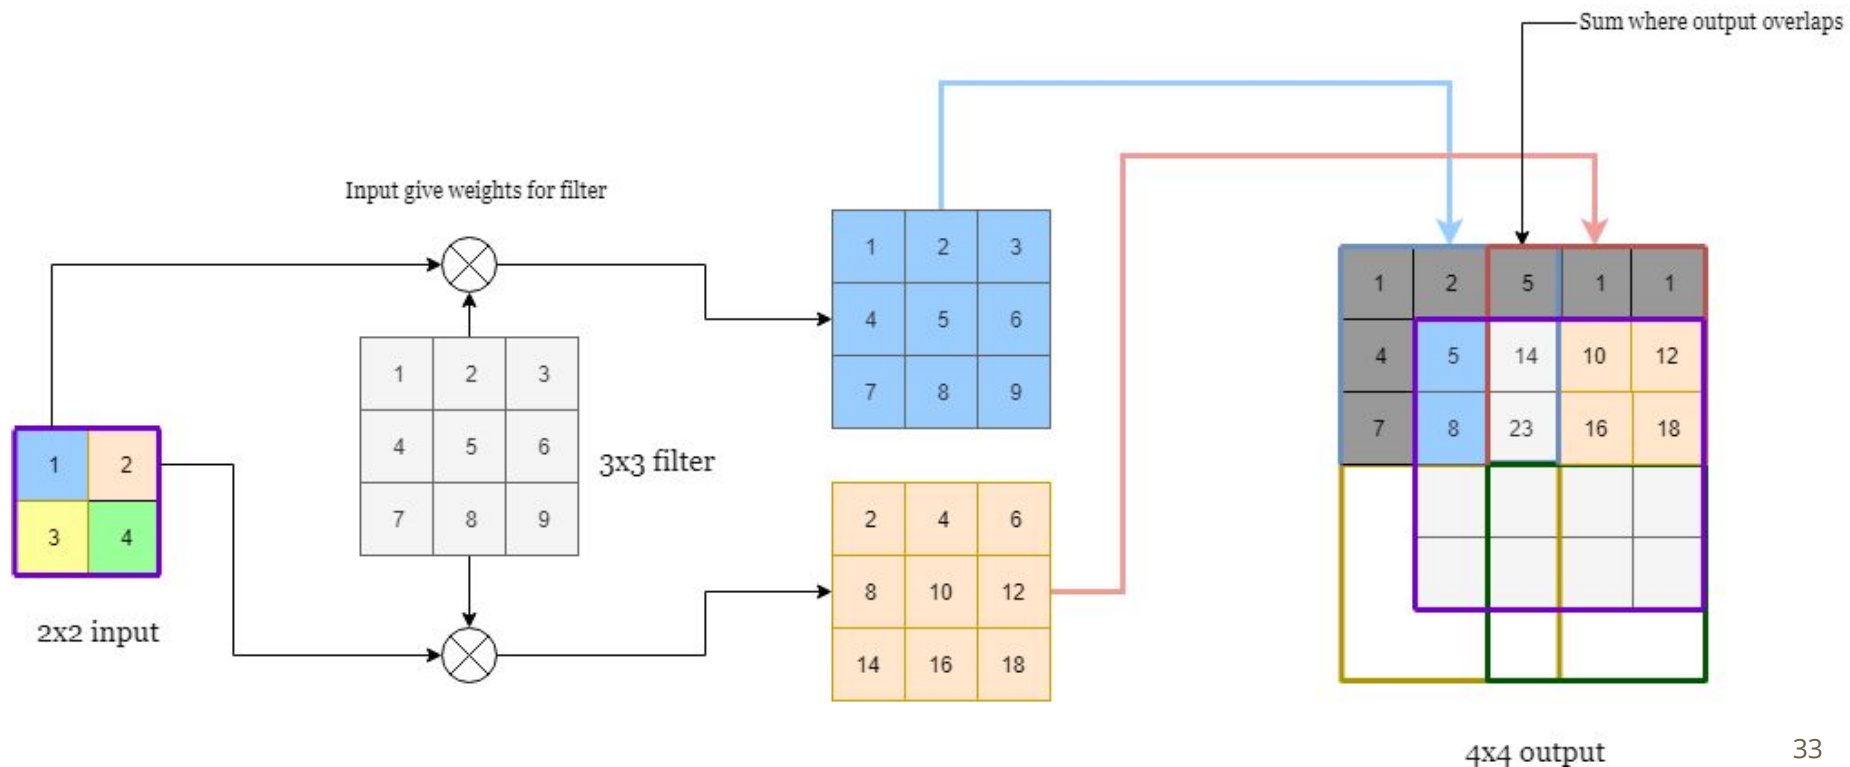 Sum where output overlaps
Input give weights for filter
1 2 3
4 5 6
7 8 9
1 2 5 1 1
4 5 14 10 12
7 8 23 16 18
1 2 3
4 5 6
7 8 9
3x3 filter
1 2
3 4
2x2 input
2 4 6
8 10 12
14 16 18
4x4 output
33